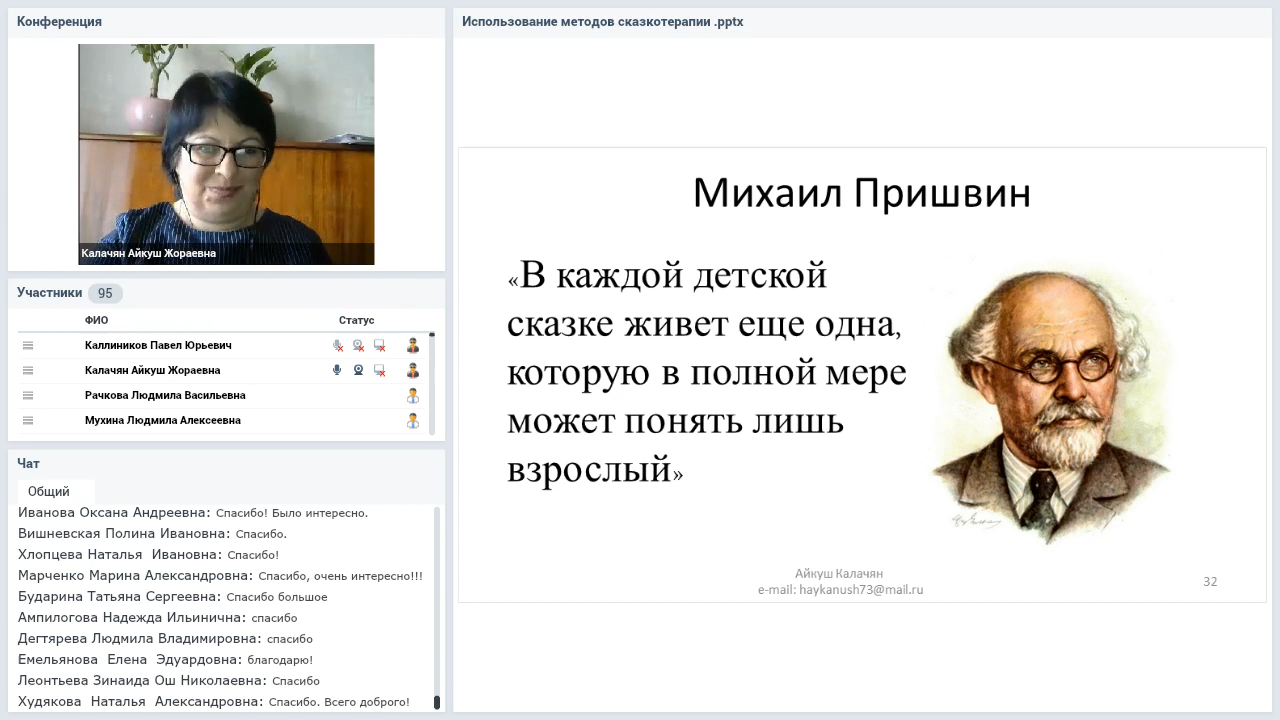 Конференция
Калачян Айкуш Жораевна
Участники 95
ФИО Статус
Каллиников Павел Юрьевич
Калачян Айкуш Жораевна
Рачкова Людмила Васильевна
Мухина Людмила Алексеевна
Чат
Общий
Иванова Оксана Андреевна: Спасибо! Было интересно.
Вишневская Полина Ивановна: Спасибо.
Хлопцева Наталья Ивановна: Спасибо!
Марченко Марина Александровна: Спасибо, очень интересно!!!
Бударина Татьяна Сергеевна: Спасибо большое
Ампилогова Надежда Ильинична: спасибо
Дегтярева Людмила Владимировна: спасибо
Емельянова Елена Эдуардовна: благодарю!
Леонтьева Зинаида Ош Николаевна: Спасибо
Худякова Наталья Александровна: Спасибо. Всего доброго!
Использование методов сказкотерапии .pptx
Михаил Пришвин
«В каждой детской
сказке живет еще одна,
которую в полной мере
может понять лишь
взрослый»
Айкуш Калачян
e-mail: haykanush73@mail.ru
32